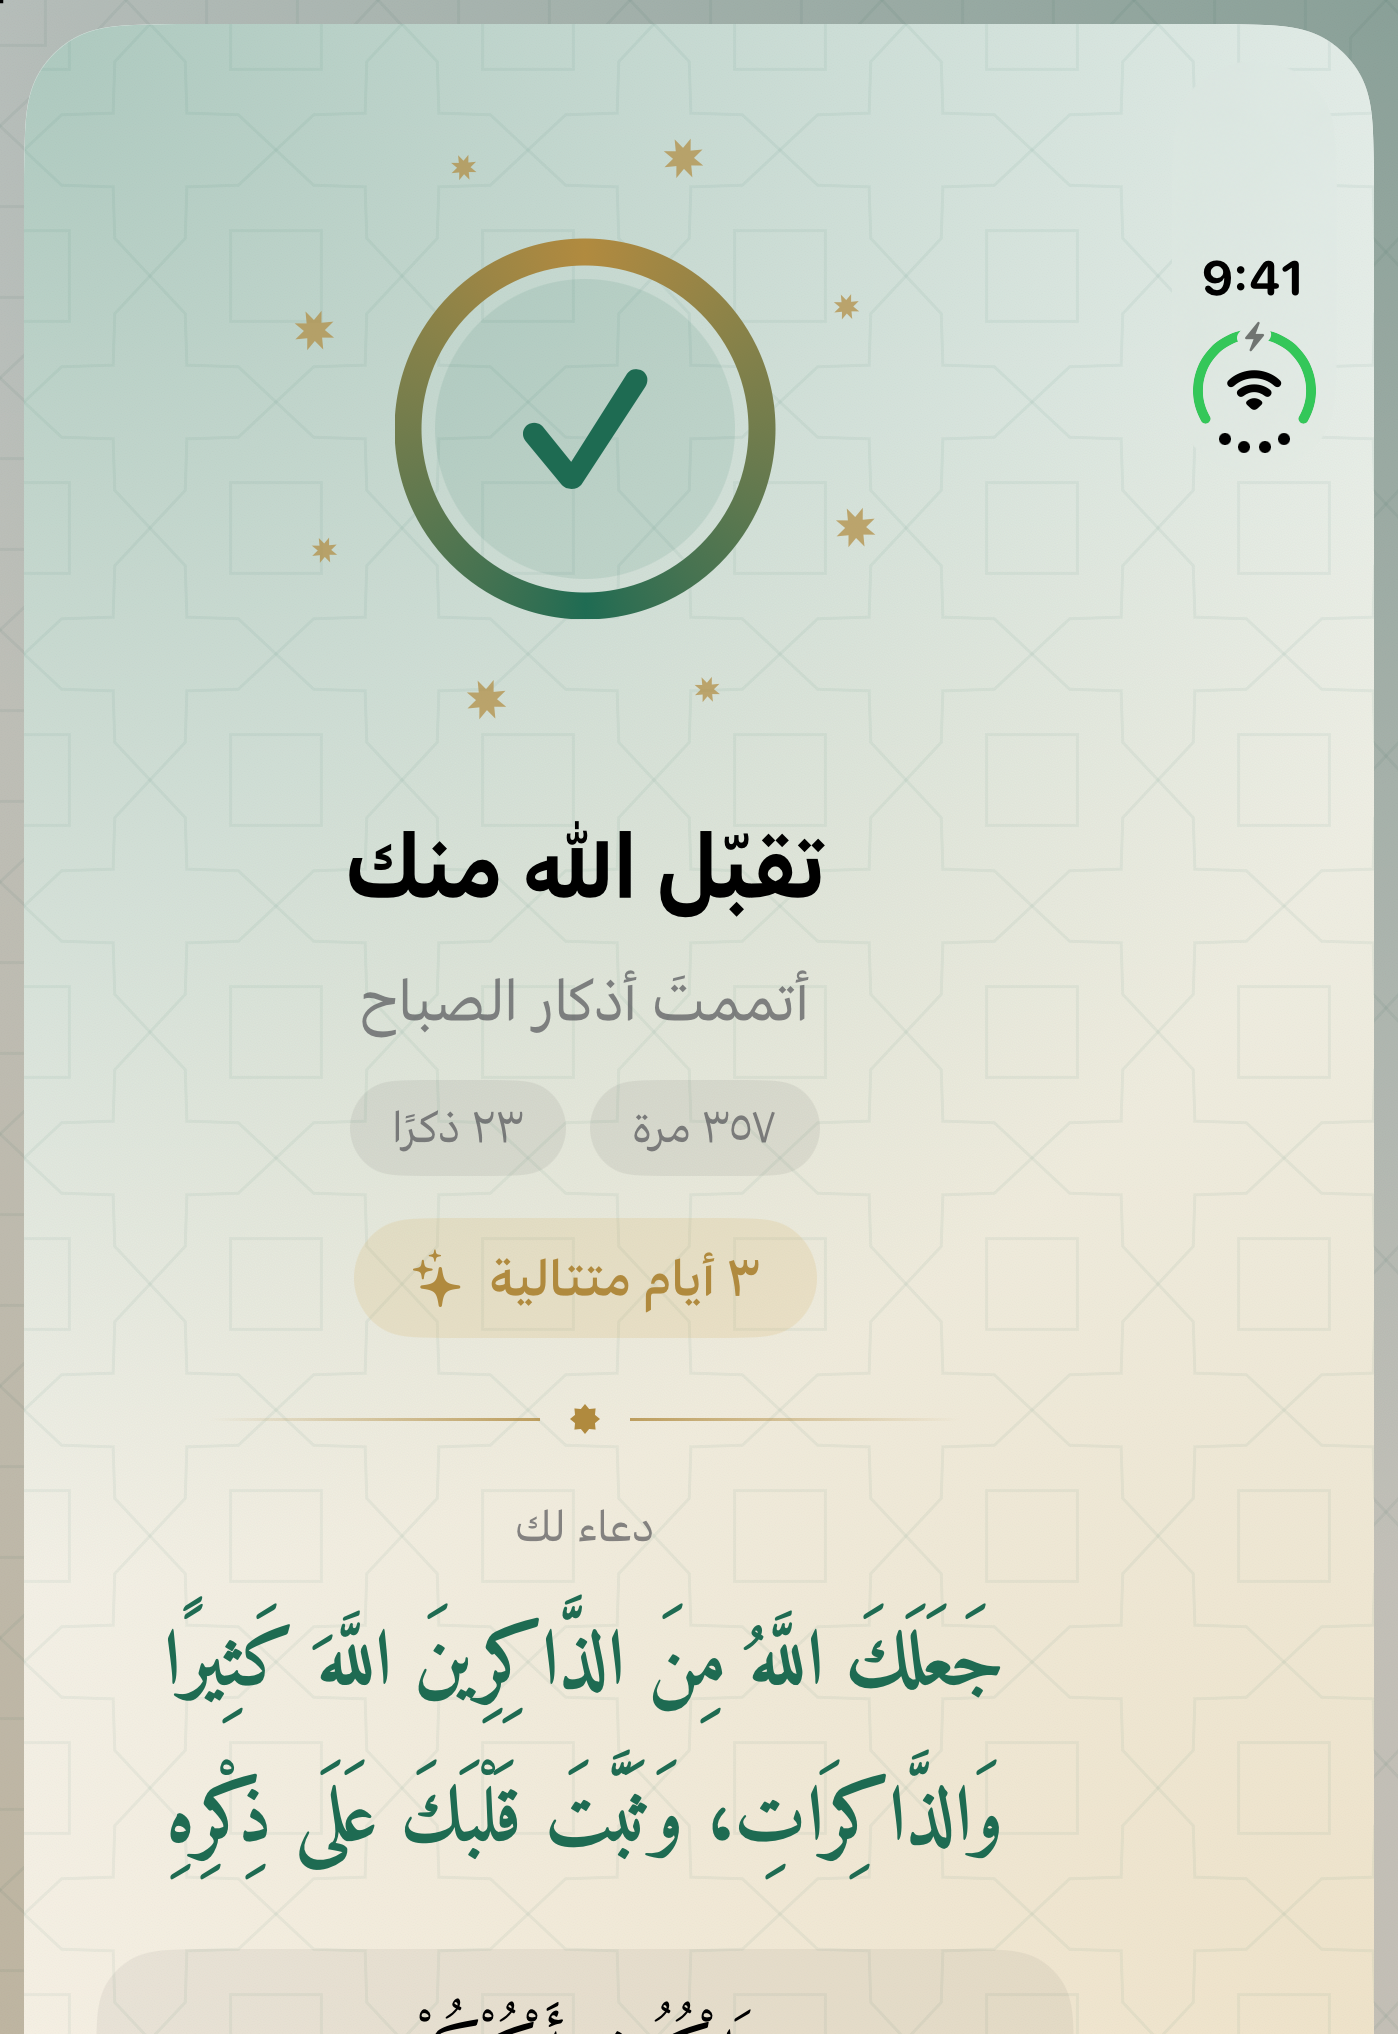 9:41
تقبّل الله منك
أتممتَ أذكار الصباح
٣٥٧ مرة
٢٣ ذكرًا
٣ أيام متتالية
دعاء لك
جَعَلَكَ اللَّهُ مِنَ الذَّاكِرِينَ اللَّهَ كَثِيرًا
وَالذَّاكِرَاتِ، وَثَبَّتَ قَلْبَكَ عَلَى ذِكْرِهِ